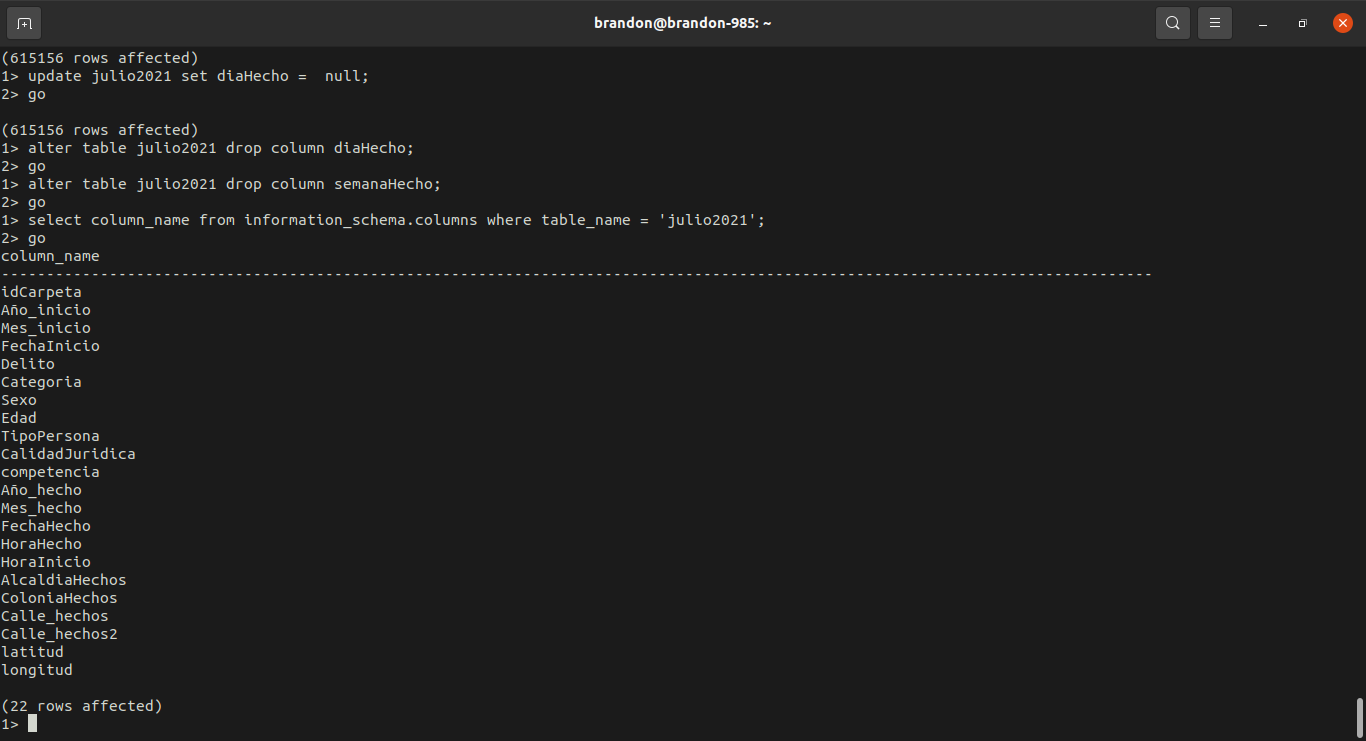 brandon@brandon-985: ~
(615156 rows affected)
1> update julio2021 set diaHecho =  null;
2> go
(615156 rows affected)
1> alter table julio2021 drop column diaHecho;
2> go
1> alter table julio2021 drop column semanaHecho;
2> go
1> select column_name from information_schema.columns where table_name = 'julio2021';
2> go
column_name
--------------------------------------------------------------------------------------------------------------------------------
idCarpeta
Año_inicio
Mes_inicio
FechaInicio
Delito
Categoria
Sexo
Edad
TipoPersona
CalidadJuridica
competencia
Año_hecho
Mes_hecho
FechaHecho
HoraHecho
HoraInicio
AlcaldiaHechos
ColoniaHechos
Calle_hechos
Calle_hechos2
latitud
longitud
(22 rows affected)
1>